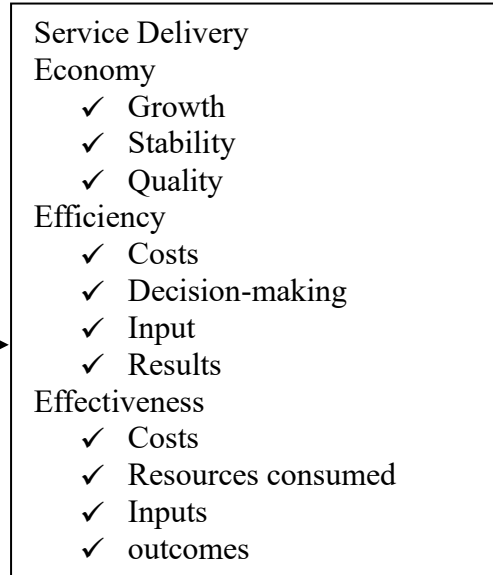 Service Delivery
Economy
✓ Growth
✓ Stability
✓ Quality
Efficiency
✓ Costs
✓ Decision-making
✓ Input
✓ Results
Effectiveness
✓ Costs
✓ Resources consumed
✓ Inputs
✓ outcomes